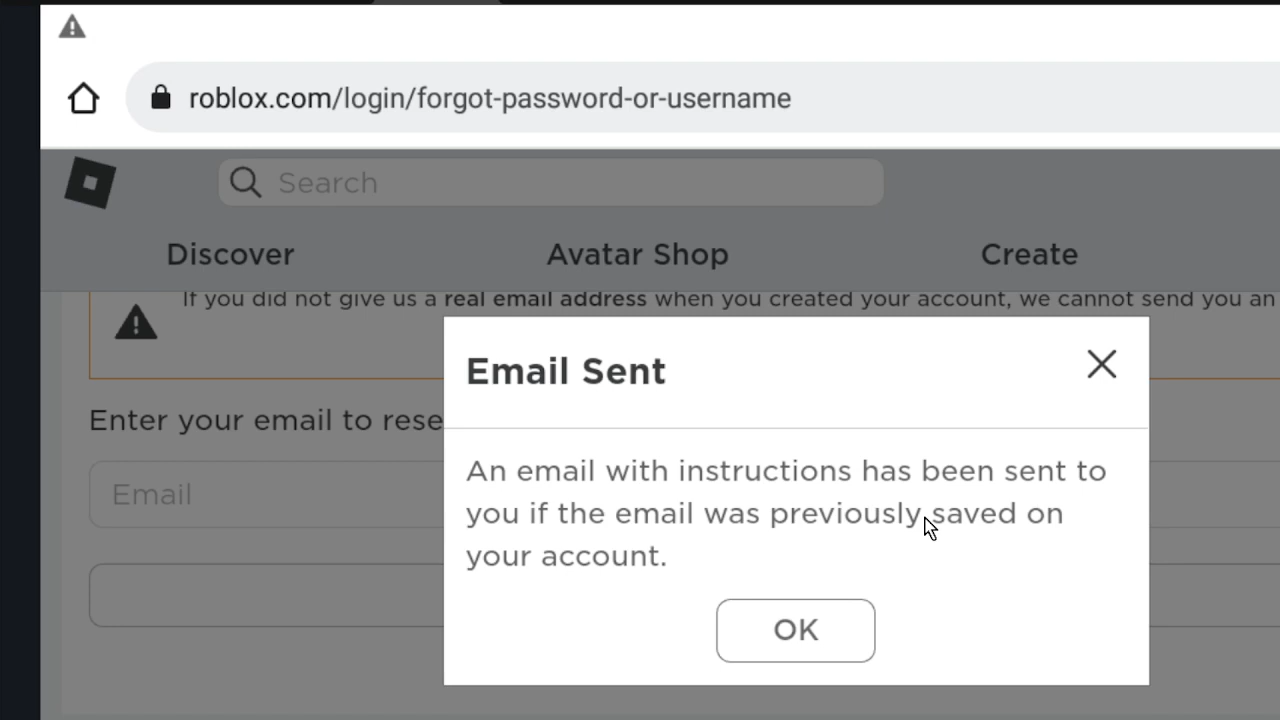 roblox.com/login/forgot-password-or-username
Search
Discover Avatar Shop Create
If you did not give us a real email address when you created your account, we cannot send you an
Email Sent
Enter your email to rese
An email with instructions has been sent to
Email
you if the email was previously saved on
your account.
OK